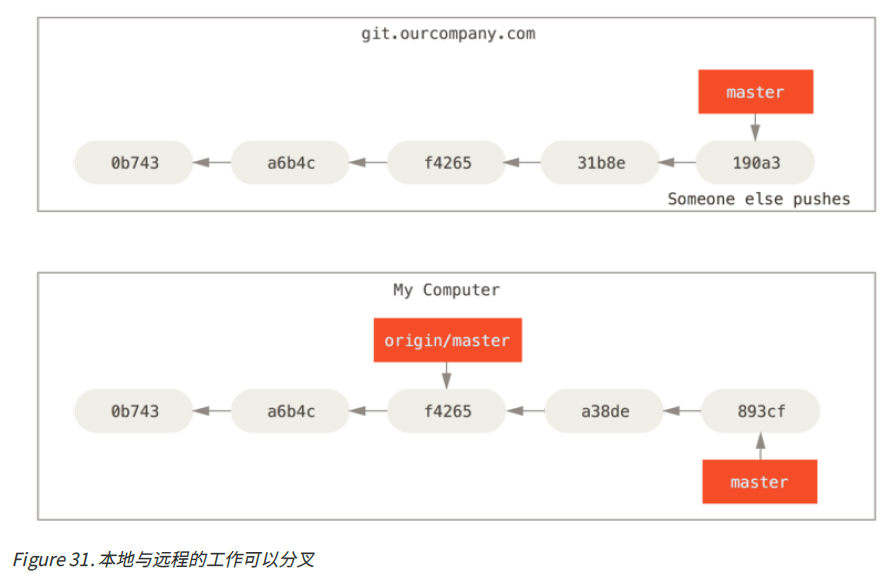 git.ourcompany.com
master
0b743 a6b4c f4265 31b8e 190a3
Someone else pushes
My Computer
origin/master
0b743 a6b4c f4265 a38de 893cf
master
Figure 31. 本地与远程的工作可以分叉